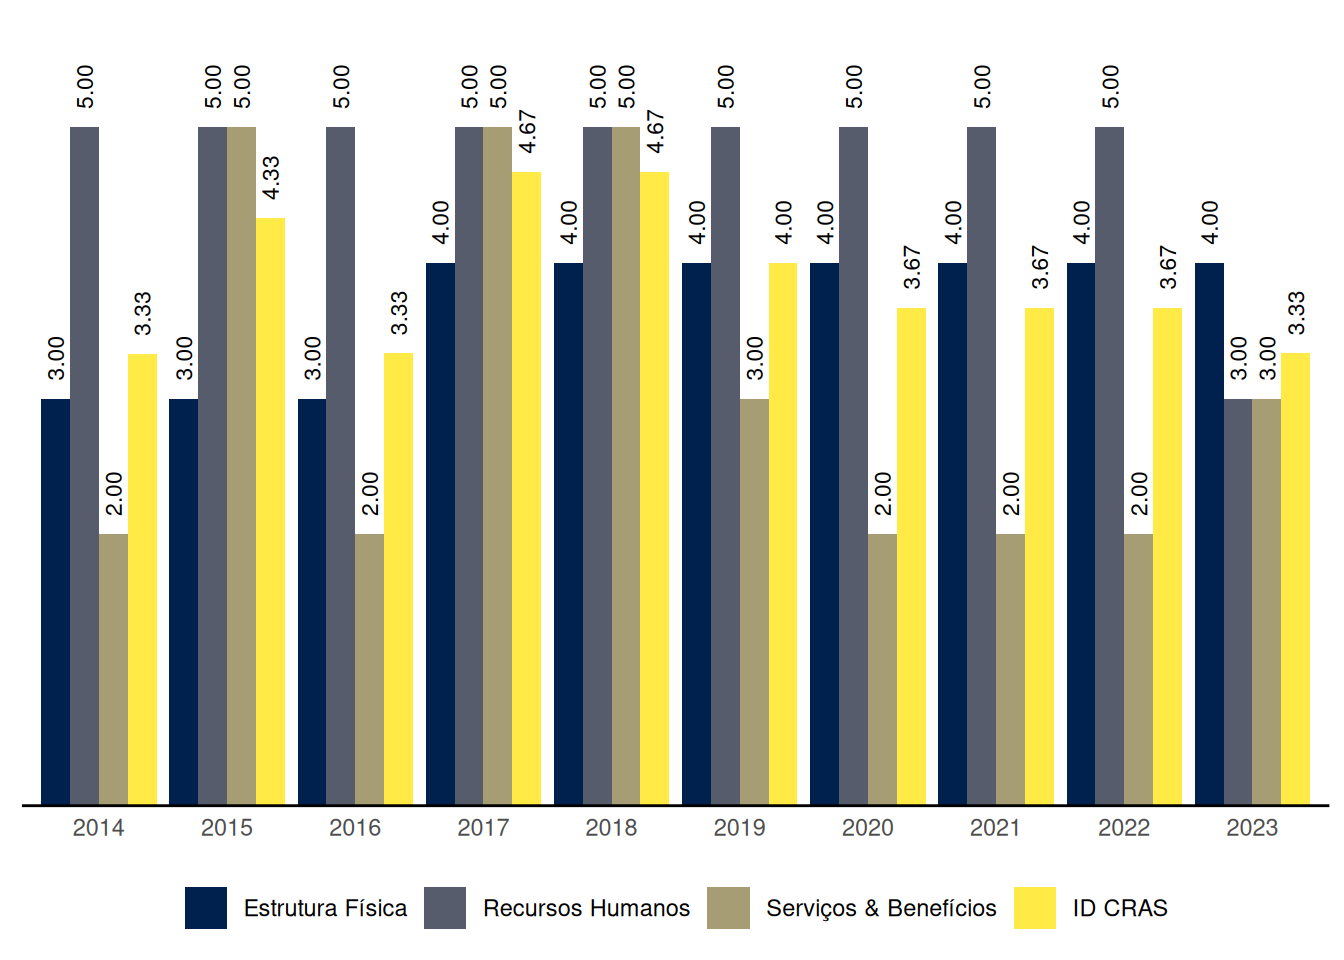 5.00 5.00 5.00 5.00 5.00 5.00 5.00 5.00 5.00 5.00 5.00 5.00
4.33 4.67 4.67
3.00 3.33 3.00 3.00 3.33 4.00 4.00 4.00 4.00 4.00 3.67 4.00 3.67 4.00 3.67 4.00 3.33
3.00 3.00 3.00
2.00 2.00 2.00 2.00 2.00
2014 2015 2016 2017 2018 2019 2020 2021 2022 2023
Estrutura Física Recursos Humanos Serviços & Benefícios ID CRAS